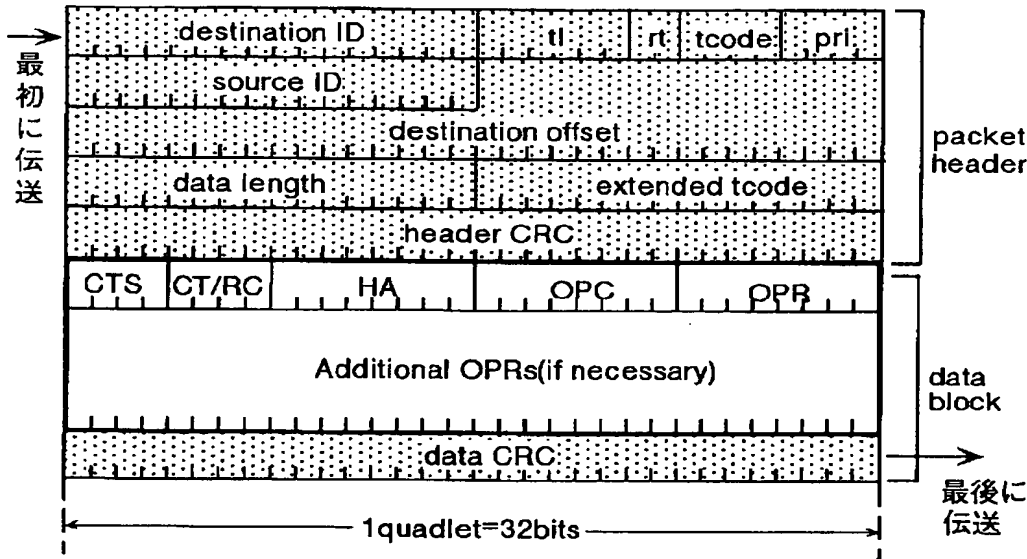 destination ID tl rt tcode pri
最初に伝送
source ID
destination offset
packet header
data length extended tcode
header CRC
CTS CT/RC HA OPC OPR
Additional OPRs(if necessary)
data block
data CRC
最後に伝送
1quadlet=32bits